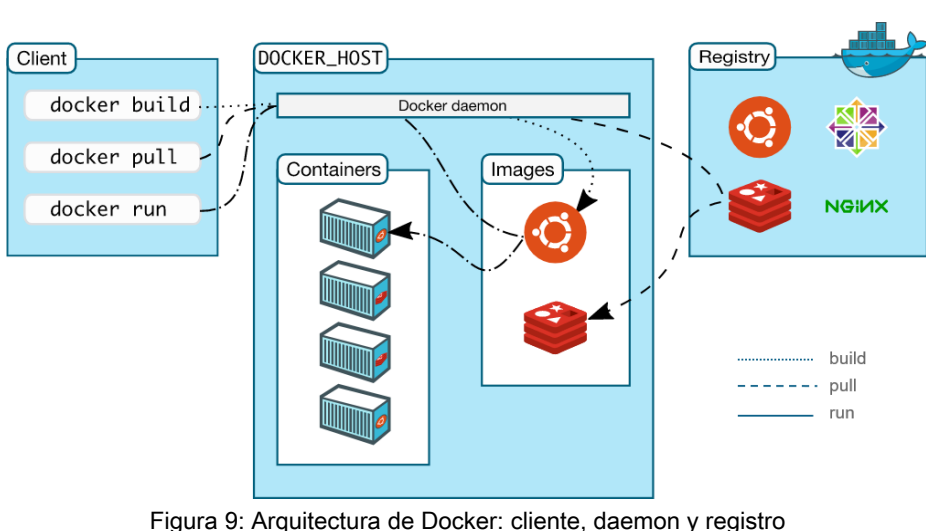 Client
docker build
docker pull
docker run
DOCKER_HOST
Docker daemon
Containers
Images
Registry
NGINX
build
pull
run
Figura 9: Arquitectura de Docker: cliente, daemon y registro